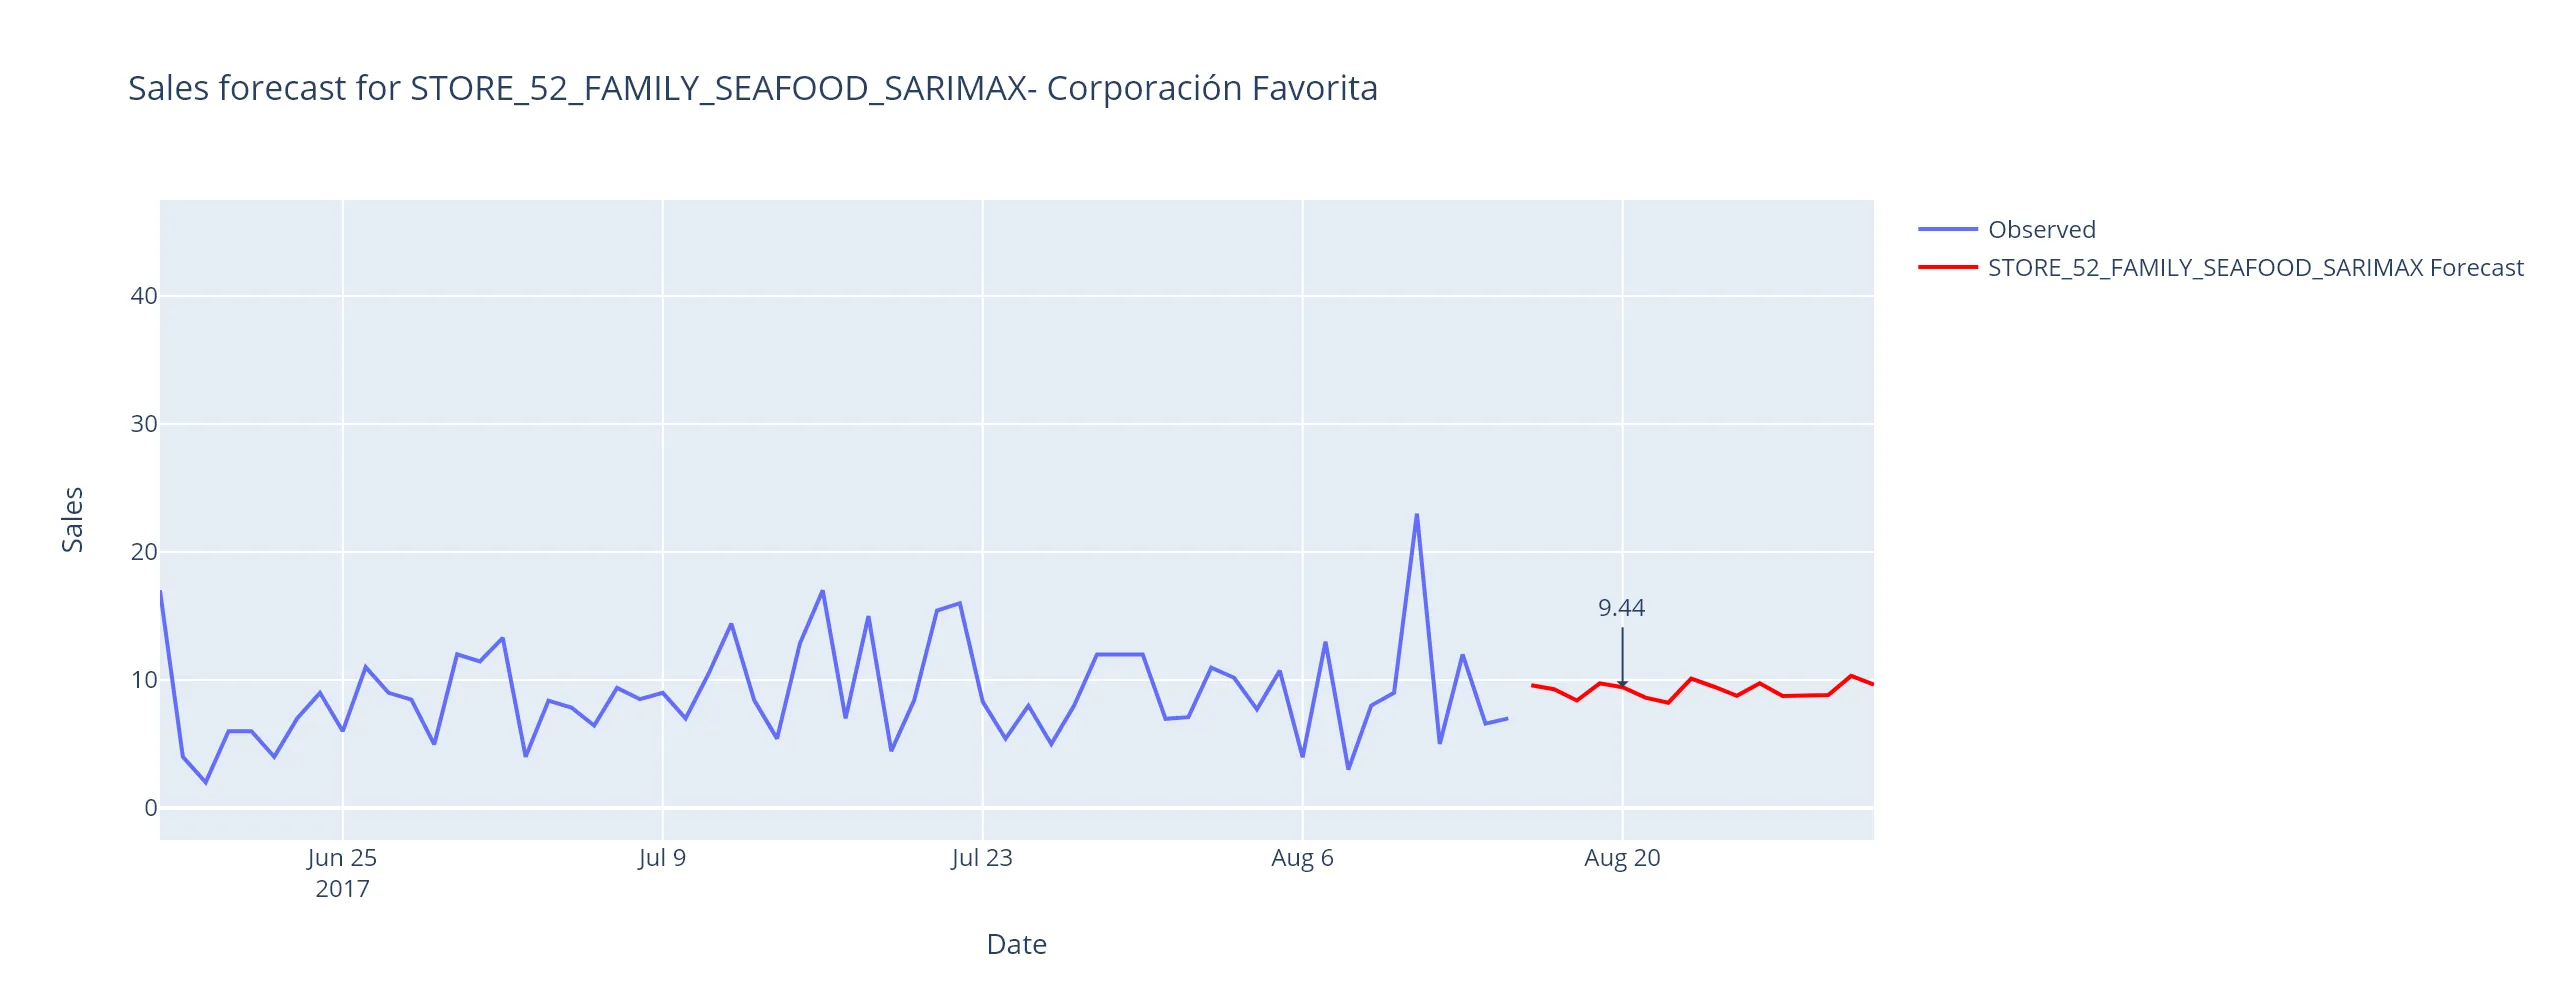 Sales forecast for STORE_52_FAMILY_SEAFOOD_SARIMAX- Corporación Favorita
Observed
STORE_52_FAMILY_SEAFOOD_SARIMAX Forecast
40
30
20
10
0
Sales
9.44
Jun 25
2017
Jul 9
Jul 23
Aug 6
Aug 20
Date